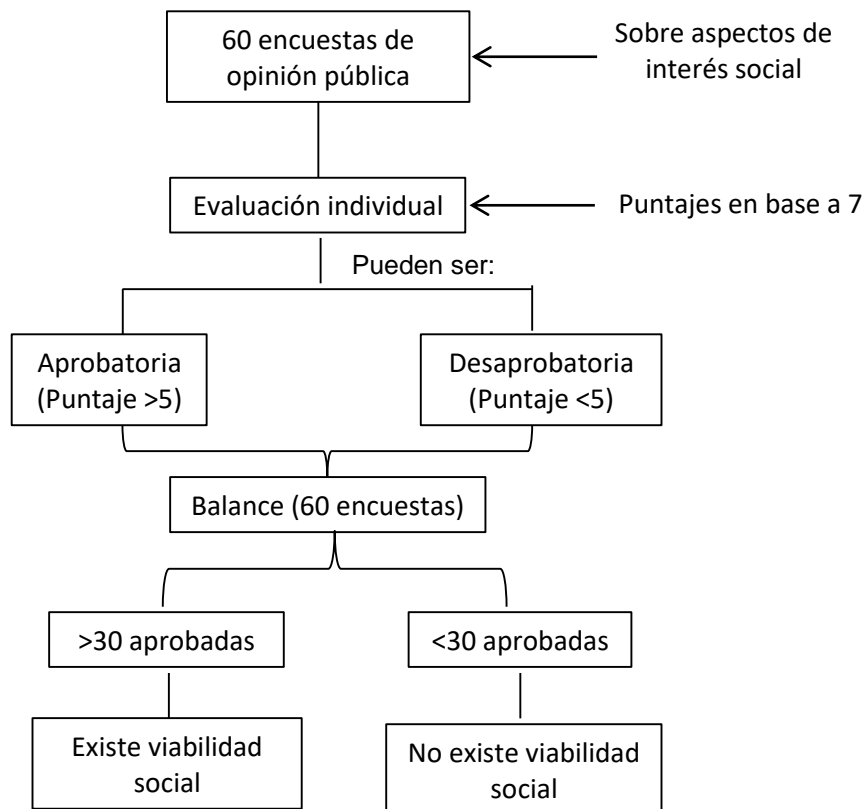 60 encuestas de
opinión pública
Sobre aspectos de
interés social
Evaluación individual
Puntajes en base a 7
Pueden ser:
Aprobatoria
(Puntaje >5)
Desaprobatoria
(Puntaje <5)
Balance (60 encuestas)
>30 aprobadas
<30 aprobadas
Existe viabilidad
social
No existe viabilidad
social